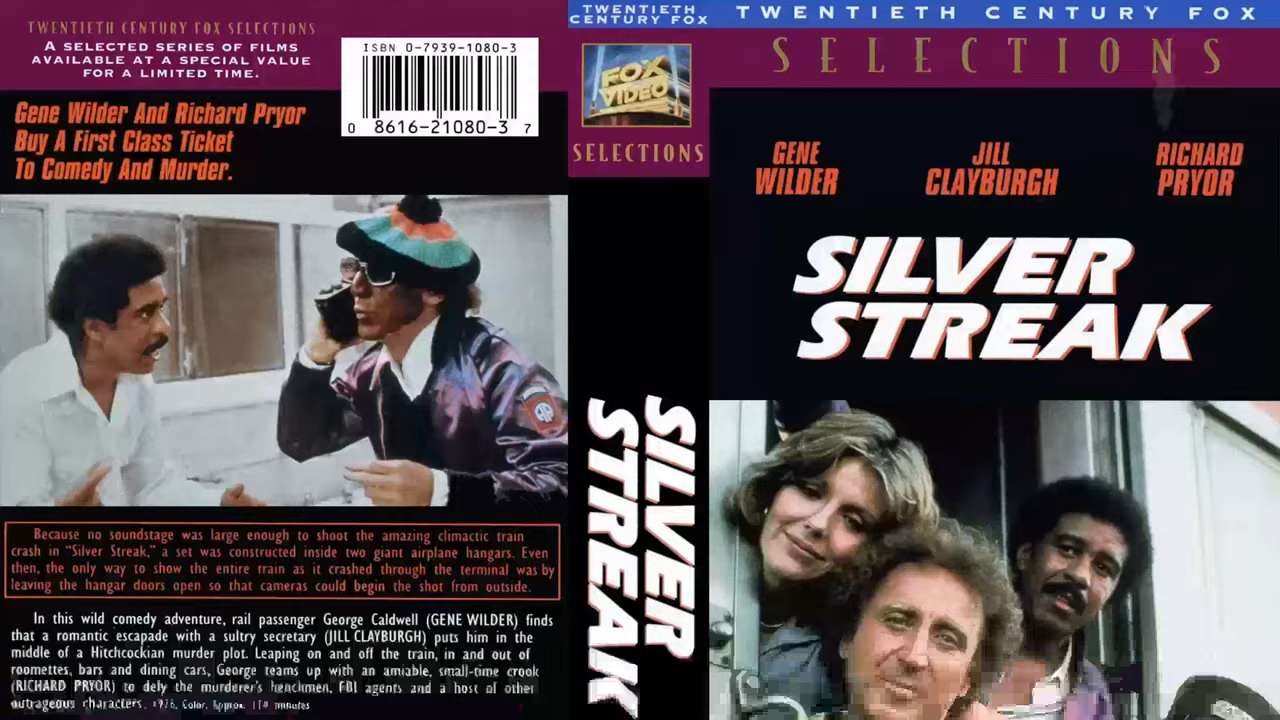 TWENTIETH CENTURY FOX SELECTIONS
A SELECTED SERIES OF FILMS
AVAILABLE AT A SPECIAL VALUE
FOR A LIMITED TIME.
ISBN 0-7939-1080-3
0 8616-21080-3 7
Gene Wilder And Richard Pryor
Buy A First Class Ticket
To Comedy And Murder.
Because no soundstage was large enough to shoot the amazing climactic train
crash in "Silver Streak," a set was constructed inside two giant airplane hangars. Even
then, the only way to show the entire train as it crashed through the terminal was by
leaving the hangar doors open so that cameras could begin the shot from outside.
In this wild comedy adventure, rail passenger George Caldwell (GENE WILDER) finds
that a romantic escapade with a sultry secretary (JILL CLAYBURGH) puts him in the
middle of a Hitchcockian murder plot. Leaping on and off the train, in and out of
roomettes, bars and dining cars, George teams up with an amiable, small-time crook
(RICHARD PRYOR) to defy the murderer's henchmen, FBI agents and a host of other
outrageous characters. 1976, Color, Approx. minutes
TWENTIETH
CENTURY FOX
FOX
VIDEO
SELECTIONS
SILVER
STREAK
TWENTIETH CENTURY FOX
SELECTIONS
GENE
WILDER
JILL
CLAYBURGH
RICHARD
PRYOR
SILVER
STREAK